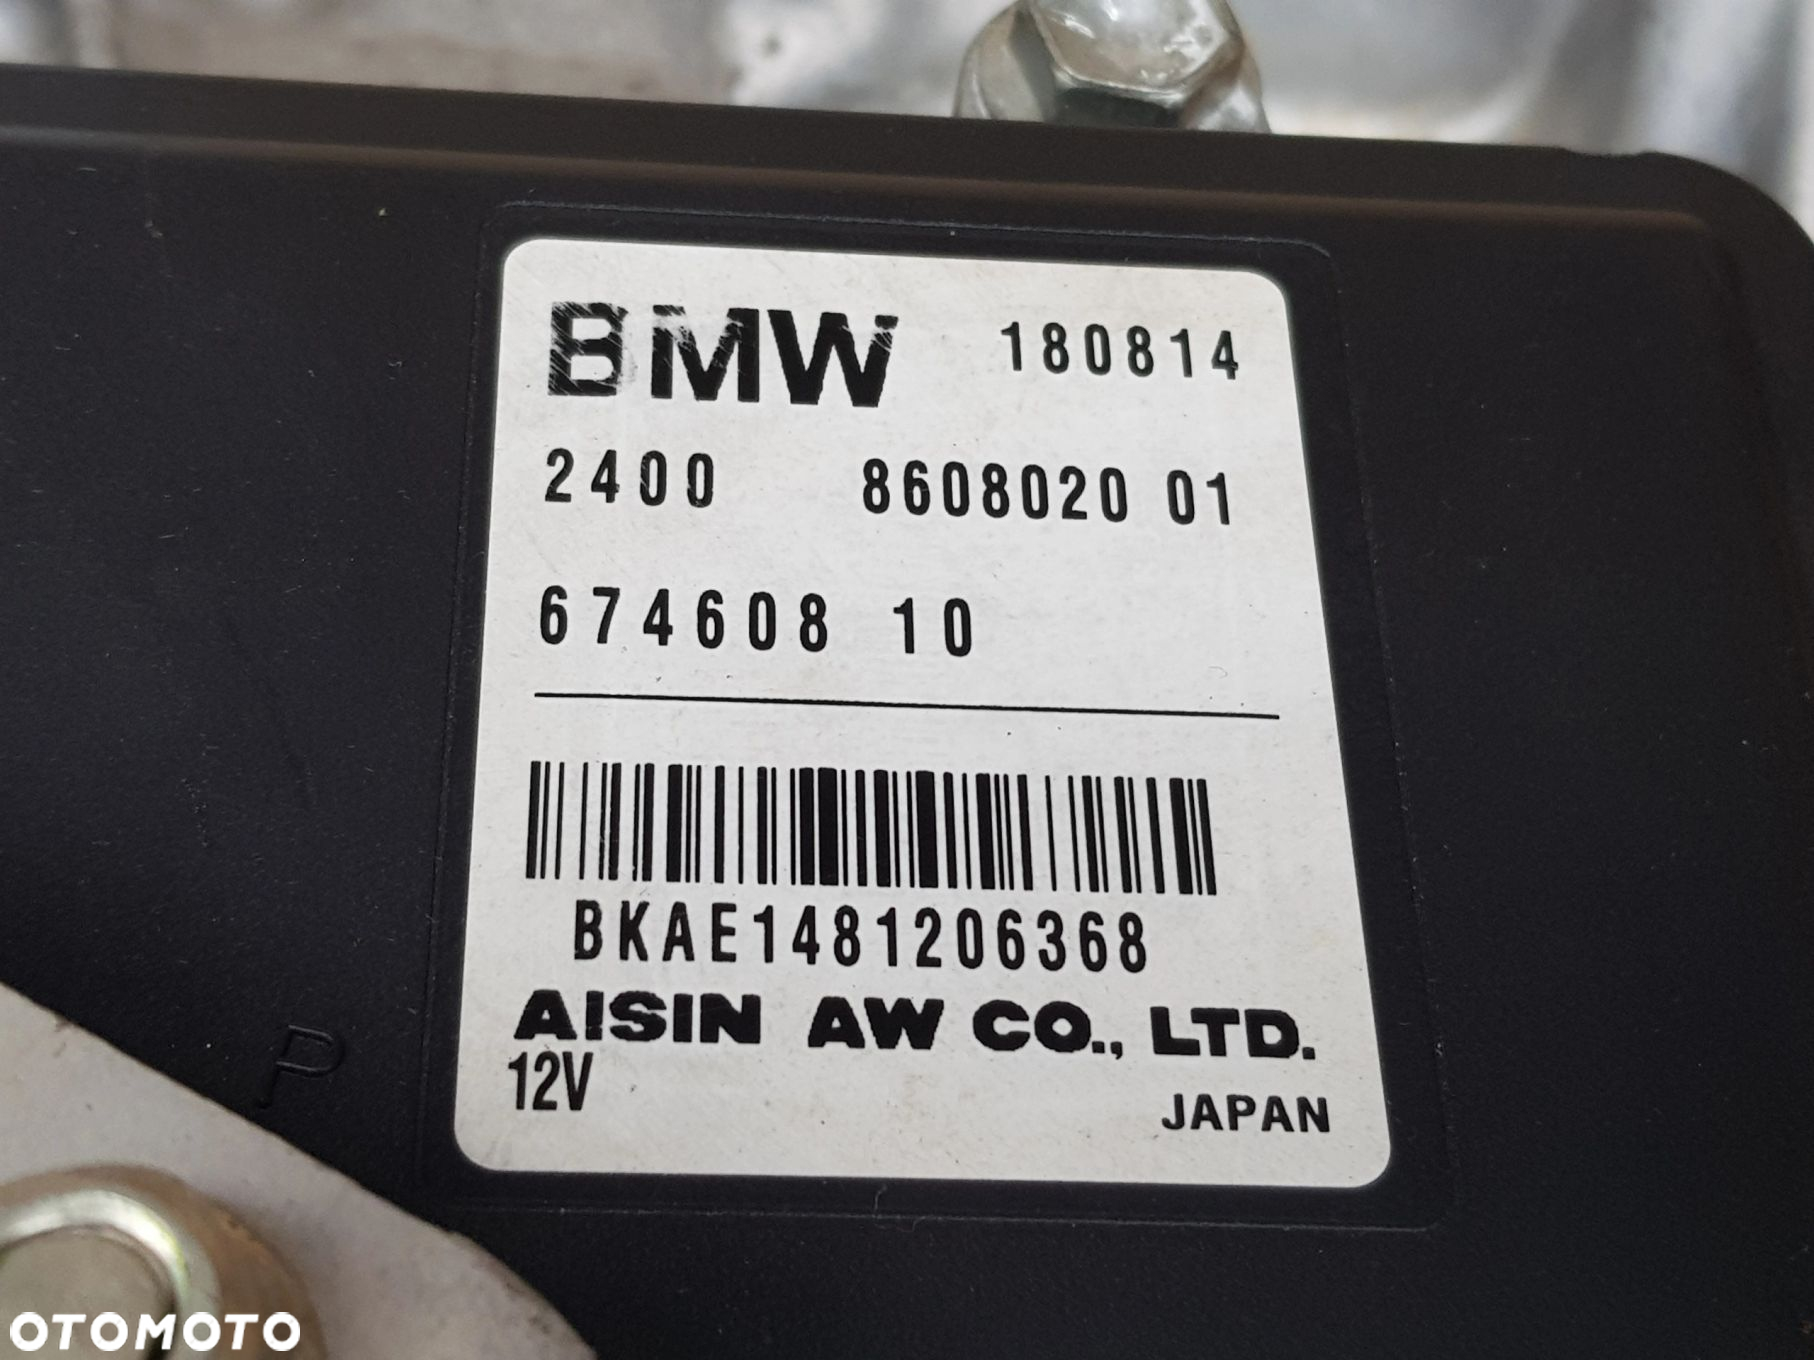 BMW 180814
2400 8608020 01
674608 10
BKAE1481206368
AISIN AW CO., LTD.
12V
JAPAN
P
OTOMOTO